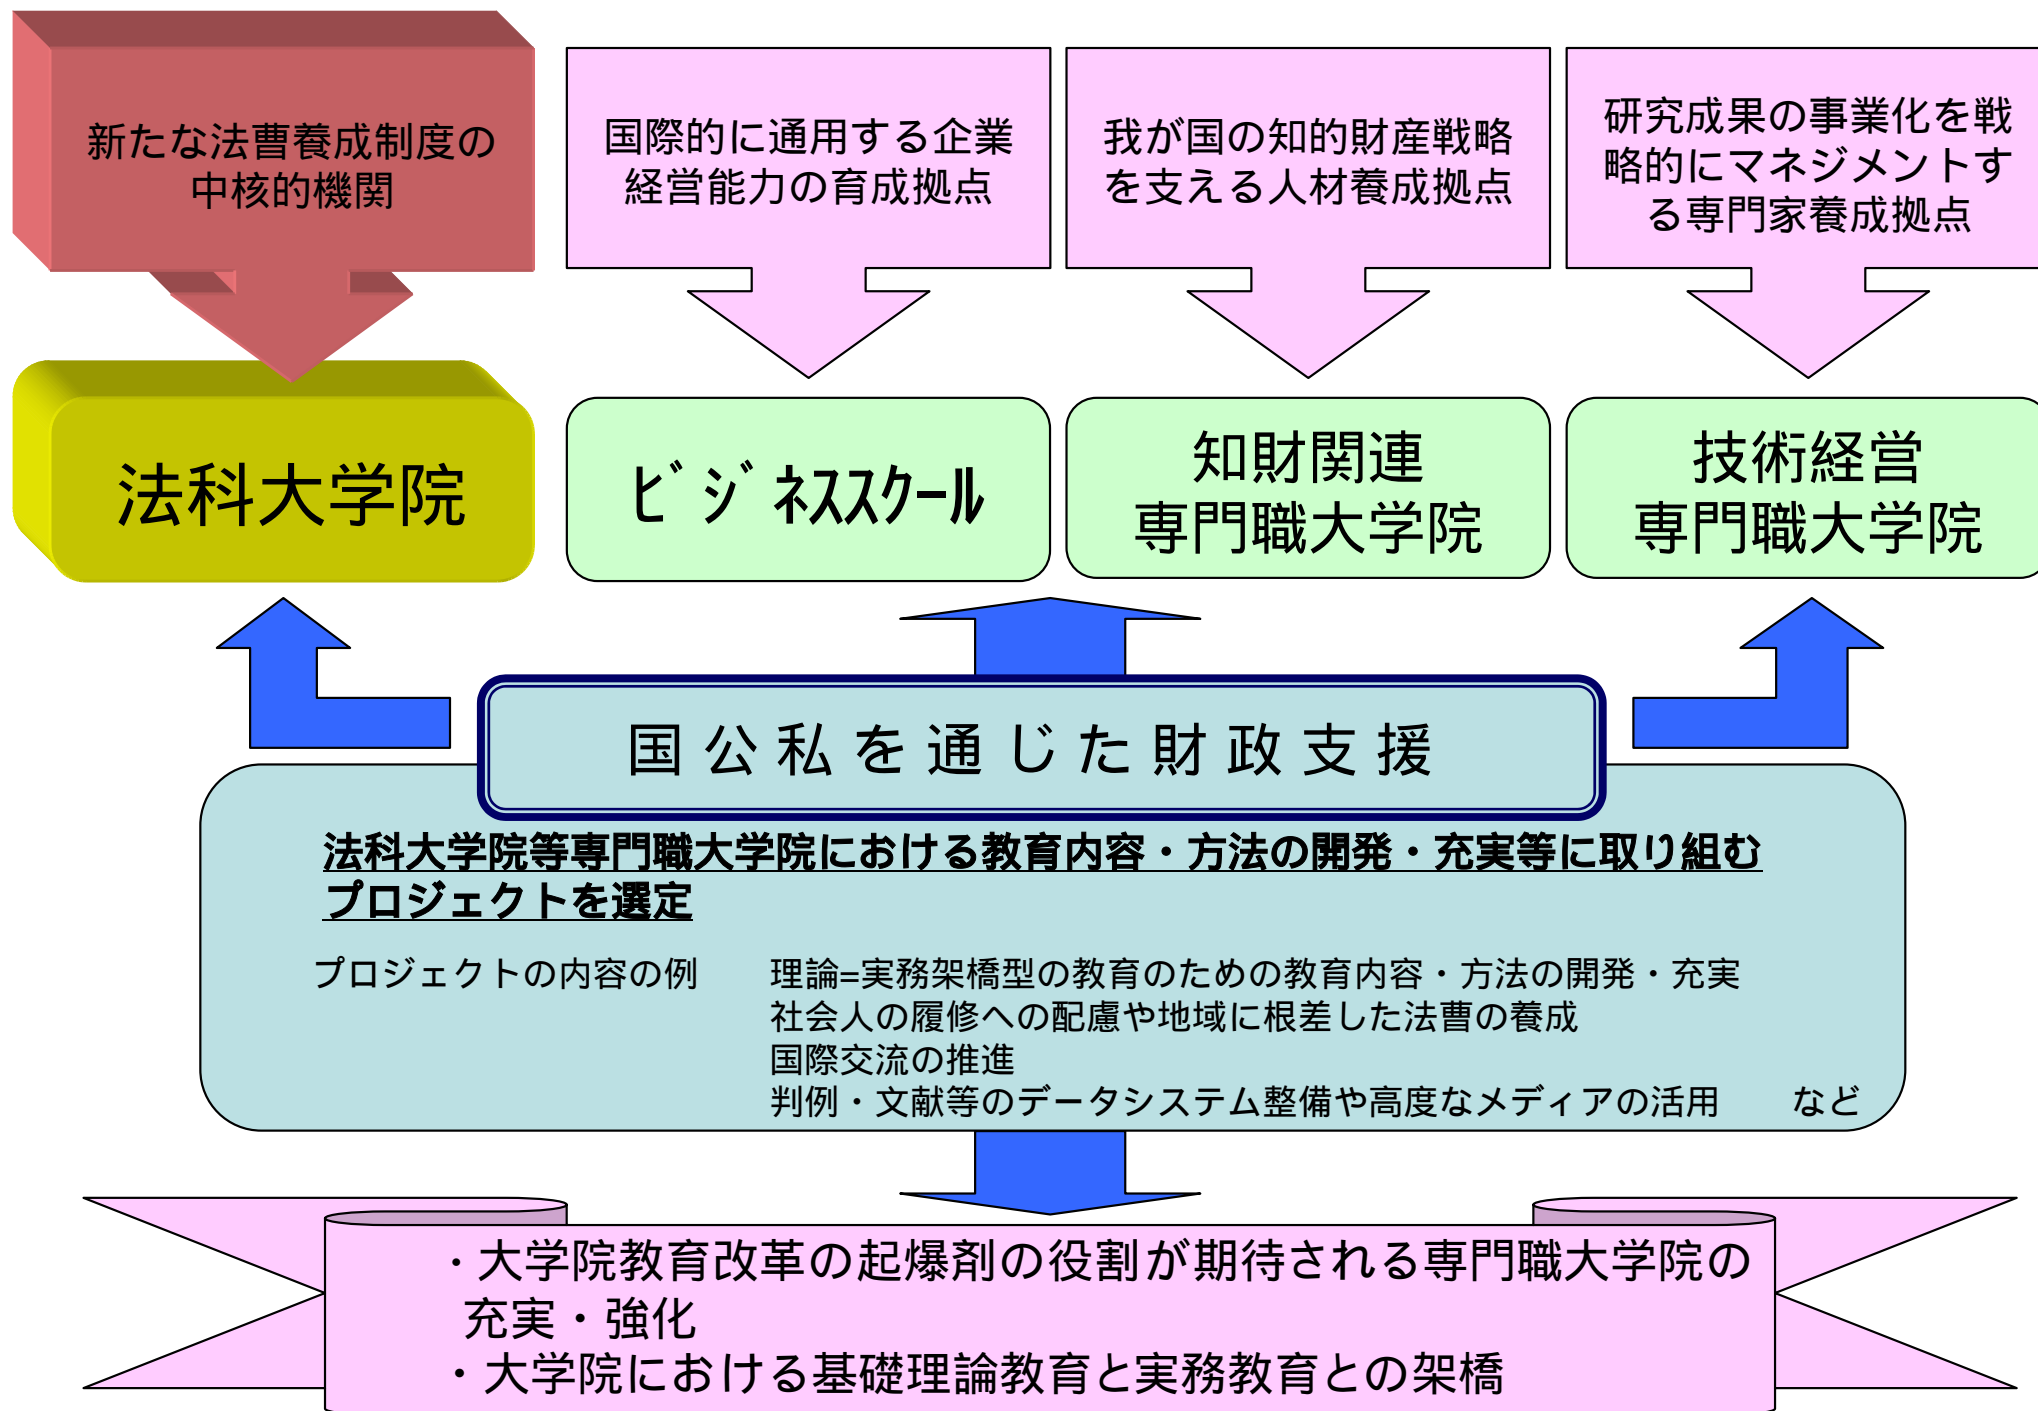 新たな法曹養成制度の
中核的機関
国際的に通用する企業
経営能力の育成拠点
我が国の知的財産戦略
を支える人材養成拠点
研究成果の事業化を戦
略的にマネジメントす
る専門家養成拠点
法科大学院
ﾋﾞｼﾞﾈｽｽｸｰﾙ
知財関連
専門職大学院
技術経営
専門職大学院
国公私を通じた財政支援
法科大学院等専門職大学院における教育内容・方法の開発・充実等に取り組む
プロジェクトを選定
プロジェクトの内容の例　理論=実務架橋型の教育のための教育内容・方法の開発・充実
社会人の履修への配慮や地域に根差した法曹の養成
国際交流の推進
判例・文献等のデータシステム整備や高度なメディアの活用　など
・大学院教育改革の起爆剤の役割が期待される専門職大学院の
充実・強化
・大学院における基礎理論教育と実務教育との架橋